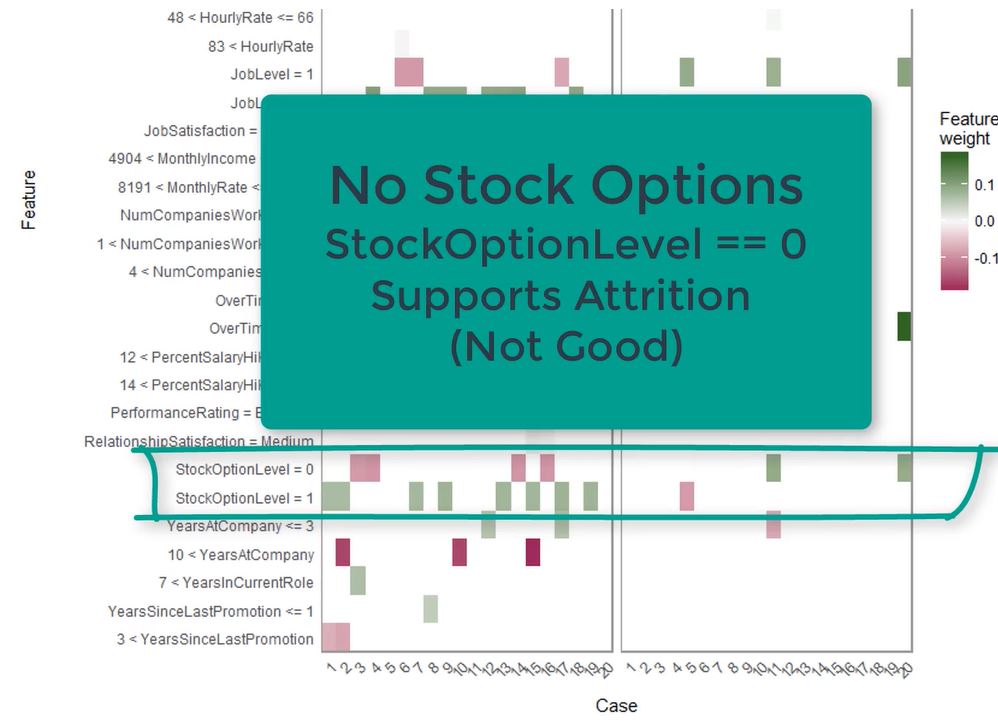 48 < HourlyRate <= 66
83 < HourlyRate
JobLevel = 1
JobL
JobSatisfaction =
4904 < MonthlyIncome
8191 < MonthlyRate <
NumCompaniesWork
1 < NumCompaniesWork
4 < NumCompanies
OverTim
OverTim
12 < PercentSalaryHik
14 < PercentSalaryHik
PerformanceRating = E
RelationshipSatisfaction = Medium
StockOptionLevel = 0
StockOptionLevel = 1
YearsAtCompany <= 3
10 < YearsAtCompany
7 < YearsInCurrentRole
YearsSinceLastPromotion <= 1
3 < YearsSinceLastPromotion
Feature
No Stock Options
StockOptionLevel == 0
Supports Attrition
(Not Good)
Feature
weight
0.1
0.0
-0.1
1 2 3 4 5 6 7 8 9 10 11 12 13 14 15 16 17 18 19 20
1 2 3 4 5 6 7 8 9 10 11 12 13 14 15 16 17 18 19 20
Case